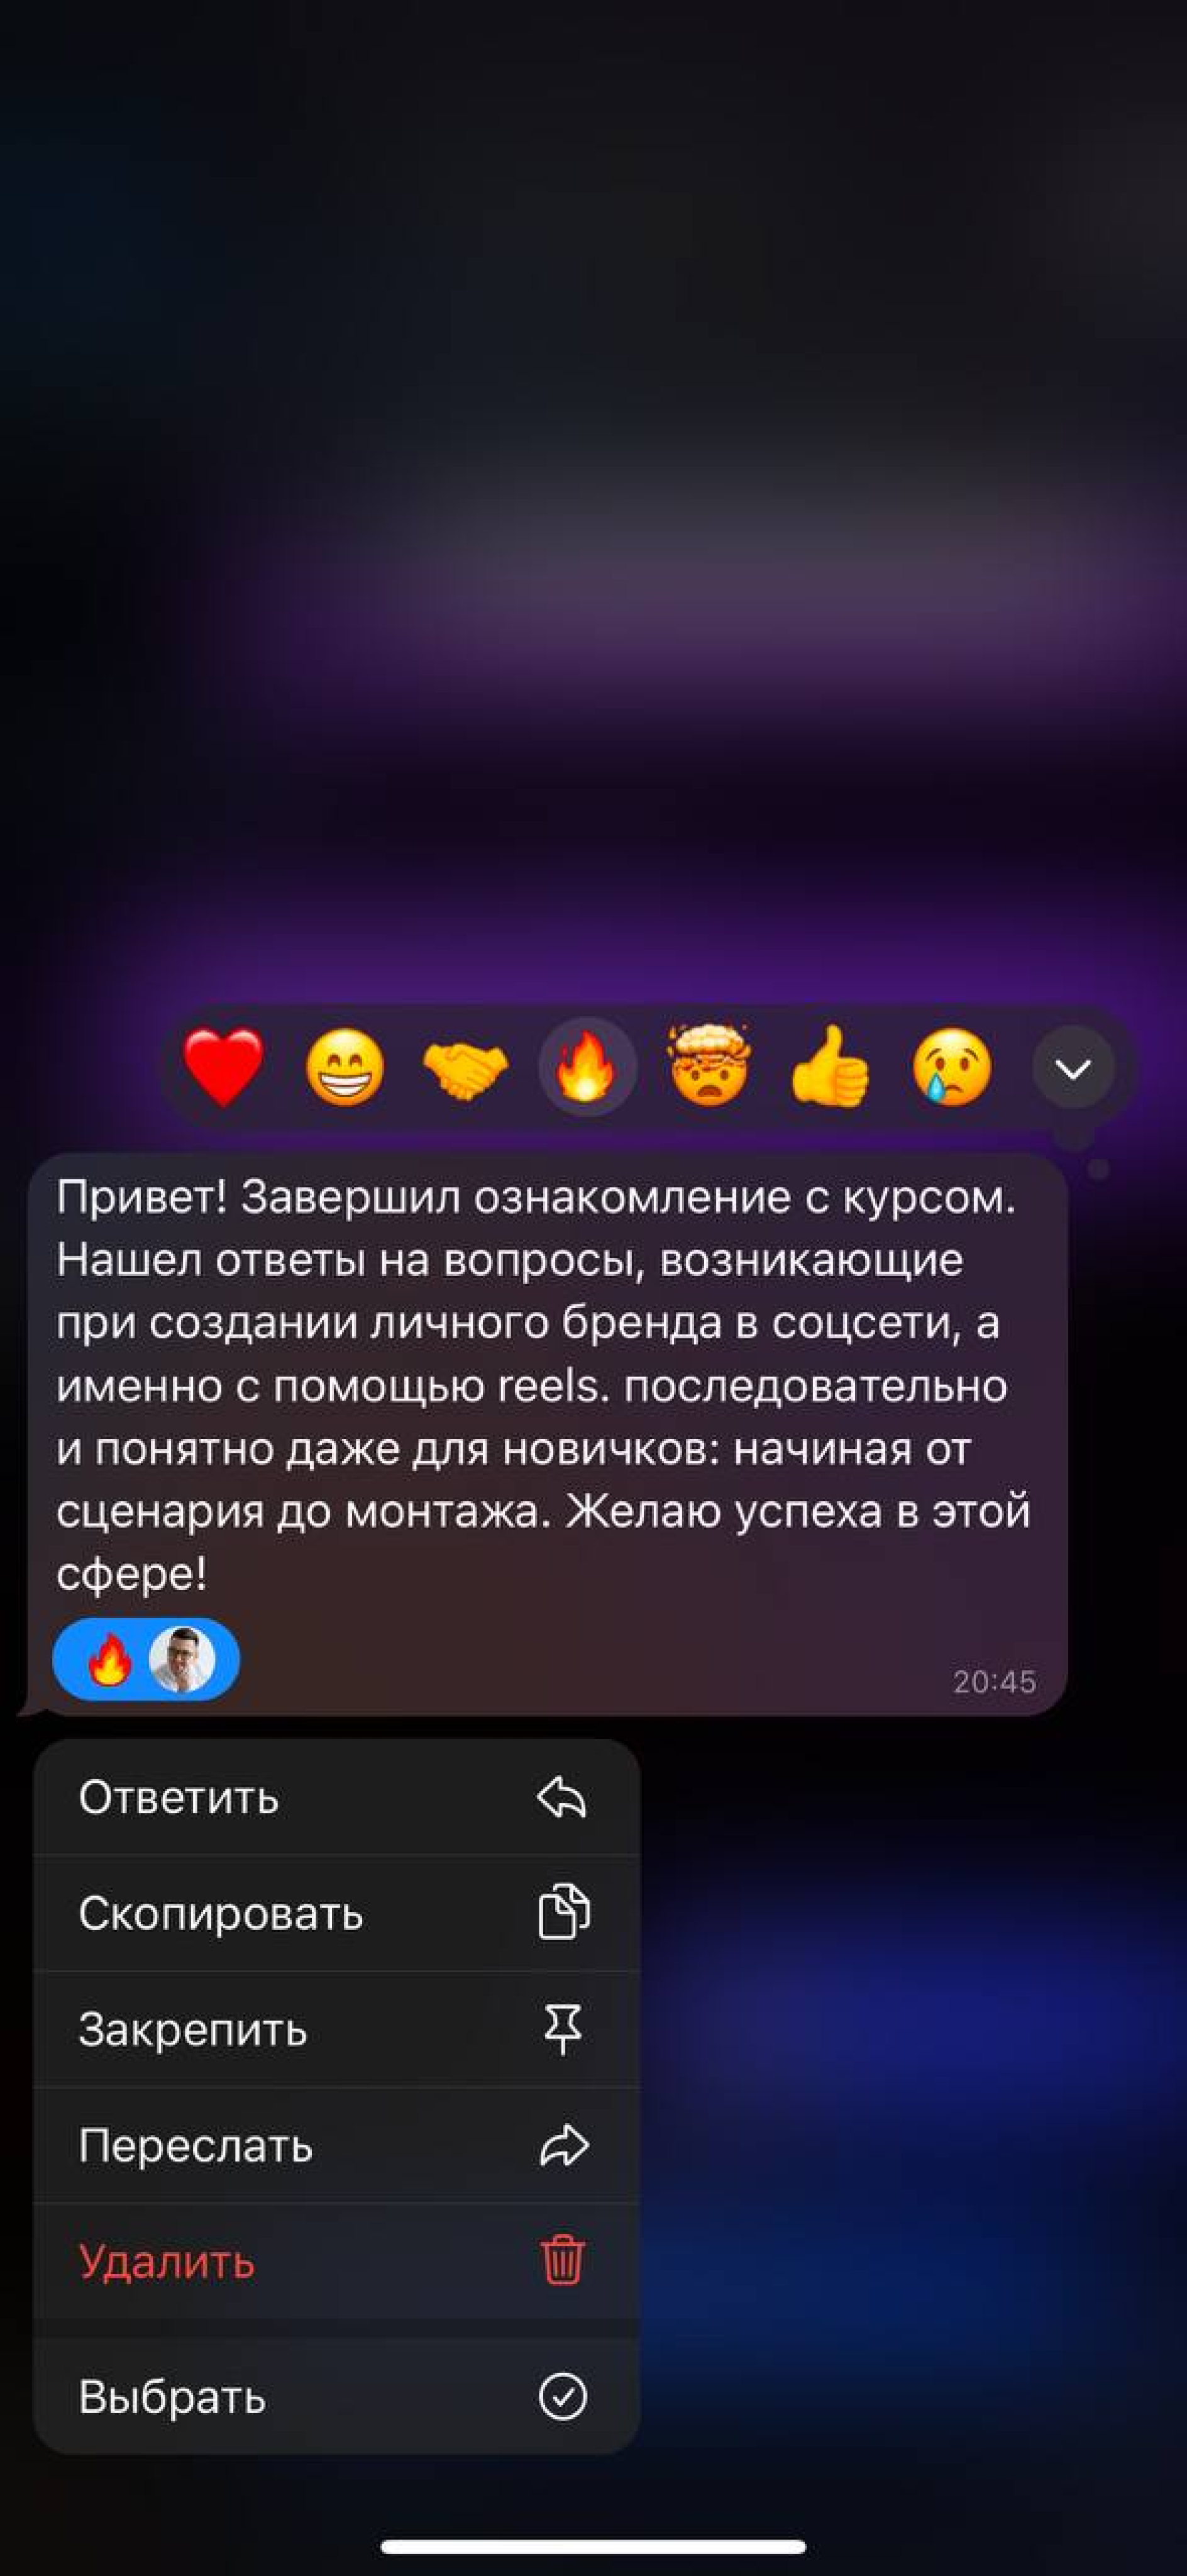 Привет! Завершил ознакомление с курсом.
Нашел ответы на вопросы, возникающие
при создании личного бренда в соцсети, а
именно с помощью reels. последовательно
и понятно даже для новичков: начиная от
сценария до монтажа. Желаю успеха в этой
сфере!
20:45
Ответить
Скопировать
Закрепить
Переслать
Удалить
Выбрать